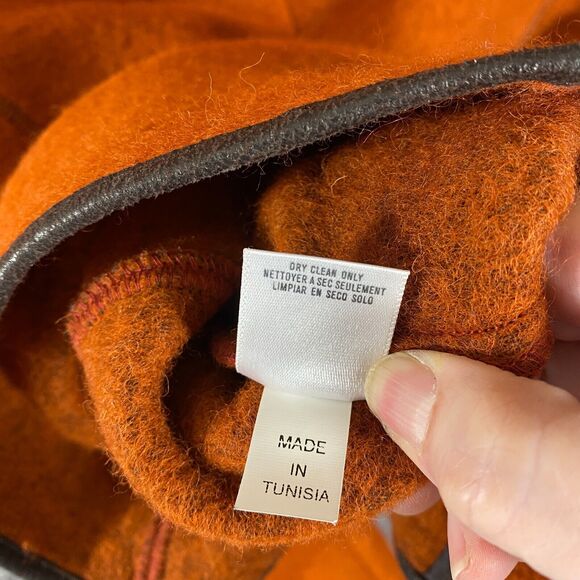 DRY CLEAN ONLY
NETTOYER A SEC SEULEMENT
LIMPIAR EN SECO SOLO
MADE
IN
TUNISIA